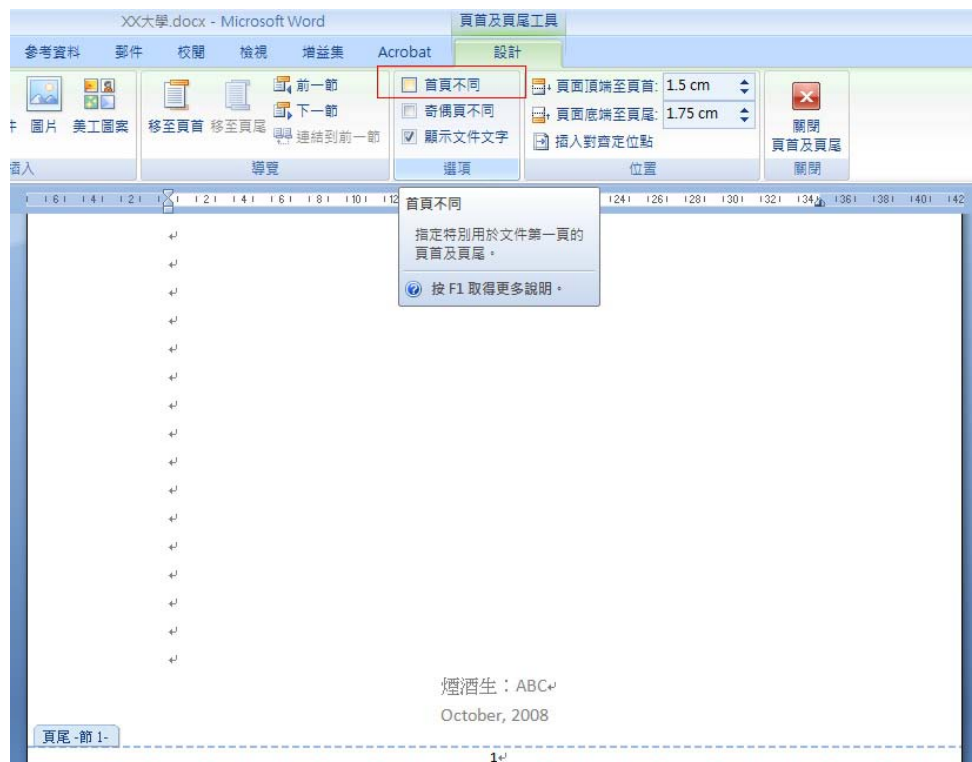 XX大學.docx - Microsoft Word
頁首及頁尾工具
參考資料 郵件 校閱 檢視 增益集 Acrobat 設計
圖片 美工圖案 移至頁首 移至頁尾
前一節
下一節
連結到前一節
首頁不同
奇偶頁不同
顯示文件文字
頁面頂端至頁首: 1.5 cm
頁面底端至頁尾: 1.75 cm
插入對齊定位點
關閉
頁首及頁尾
插入 導覽 選項 位置 關閉
首頁不同
指定特別用於文件第一頁的
頁首及頁尾。
按 F1 取得更多說明。
煙酒生：ABC
October, 2008
頁尾 -節 1-
1